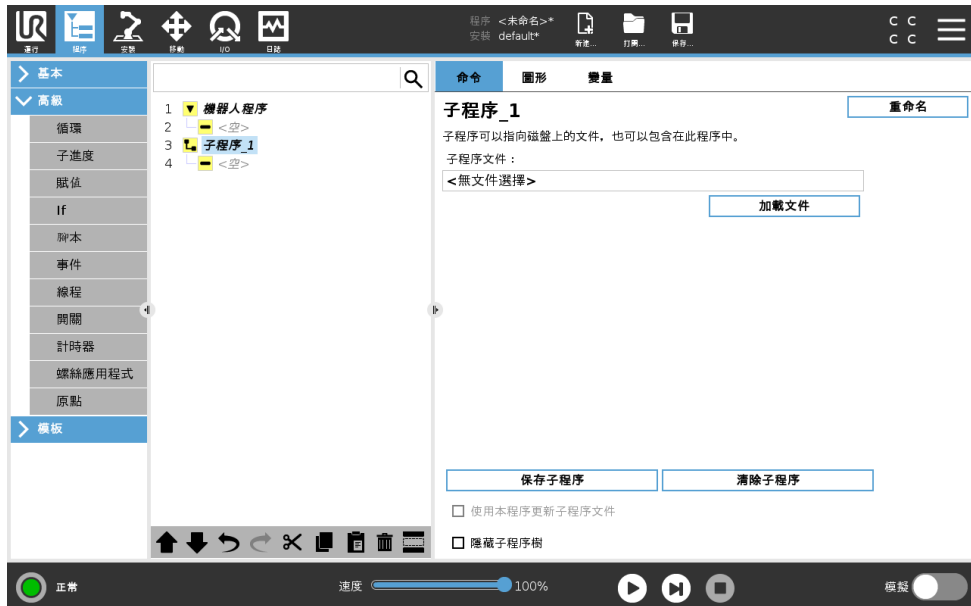 UR
運行
程序
安裝
移動
I/O
日誌
程序 <未命名>*
安裝 default*
新建...
打開...
保存...
C C
C C
基本
高級
循環
子進度
賦值
If
腳本
事件
線程
開關
計時器
螺絲應用程式
原點
模板
1 機器人程序
2 <空>
3 子程序_1
4 <空>
命令 圖形 變量
子程序_1
重命名
子程序可以指向磁盤上的文件，也可以包含在此程序中。
子程序文件：
<無文件選擇>
加載文件
保存子程序
清除子程序
使用本程序更新子程序文件
隱藏子程序樹
正常
速度 100%
模擬